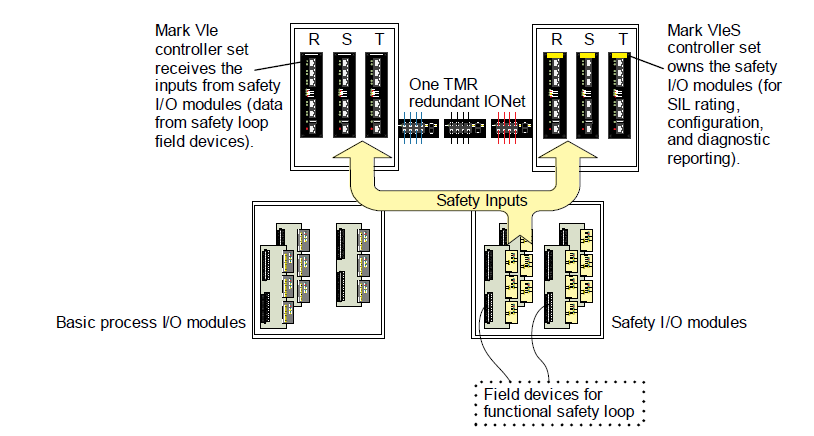 Mark VIe
controller set
receives the
inputs from safety
I/O modules (data
from safety loop
field devices).
R S T
One TMR
redundant IONet
R S T
Mark VIeS
controller set
owns the safety
I/O modules (for
SIL rating,
configuration,
and diagnostic
reporting).
Safety Inputs
Basic process I/O modules
Safety I/O modules
Field devices for
functional safety loop